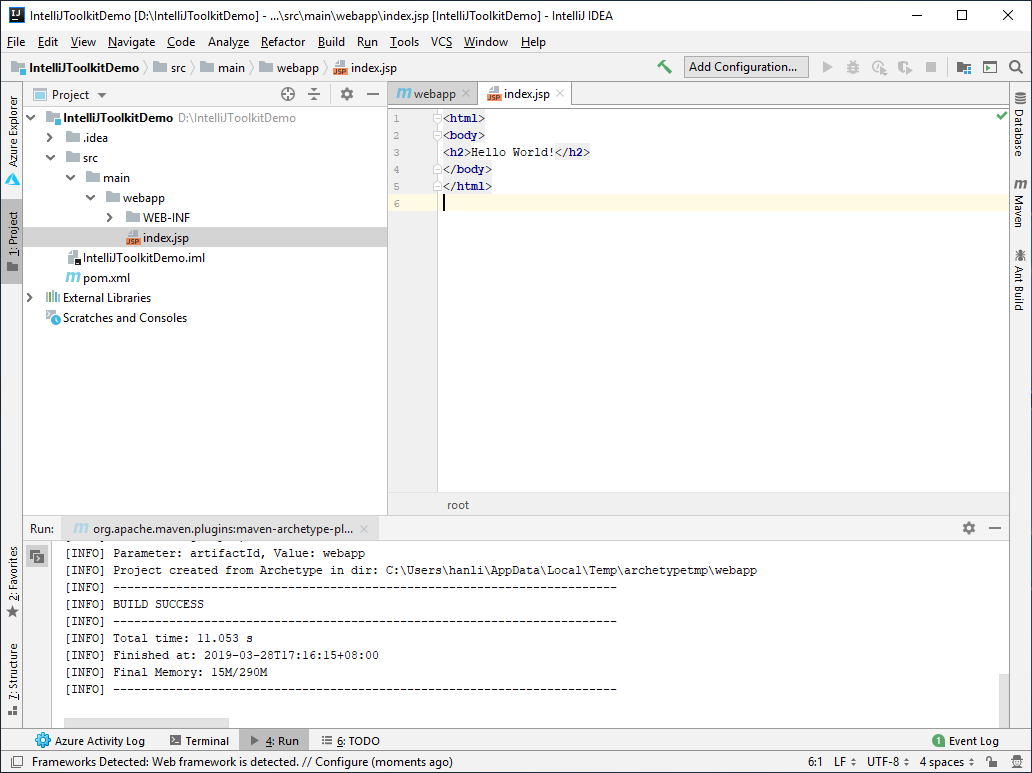 IntelliJToolkitDemo [D:\IntelliJToolkitDemo] - ...\src\main\webapp\index.jsp [IntelliJToolkitDemo] - IntelliJ IDEA
File Edit View Navigate Code Analyze Refactor Build Run Tools VCS Window Help
IntelliJToolkitDemo src main webapp index.jsp Add Configuration...
Azure Explorer
1: Project
2: Favorites
7: Structure
Project
IntelliJToolkitDemo D:\IntelliJToolkitDemo
.idea
src
main
webapp
WEB-INF
index.jsp
IntelliJToolkitDemo.iml
pom.xml
External Libraries
Scratches and Consoles
webapp index.jsp
1 <html>
2 <body>
3 <h2>Hello World!</h2>
4 </body>
5 </html>
6
root
Database
Maven
Ant Build
Run: org.apache.maven.plugins:maven-archetype-pl...
[INFO] Parameter: artifactId, Value: webapp
[INFO] Project created from Archetype in dir: C:\Users\hanli\AppData\Local\Temp\archetypetmp\webapp
[INFO] ------------------------------------------------------------------------
[INFO] BUILD SUCCESS
[INFO] ------------------------------------------------------------------------
[INFO] Total time: 11.053 s
[INFO] Finished at: 2019-03-28T17:16:15+08:00
[INFO] Final Memory: 15M/290M
[INFO] ------------------------------------------------------------------------
Azure Activity Log Terminal 4: Run 6: TODO 1 Event Log
Frameworks Detected: Web framework is detected. // Configure (moments ago) 6:1 LF UTF-8 4 spaces